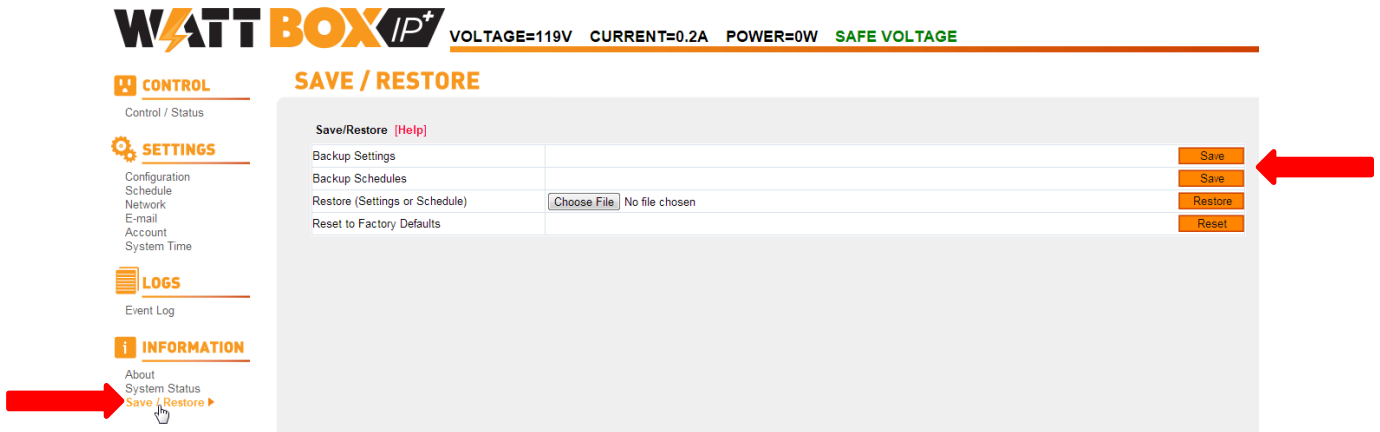 WATT BOX IP+ VOLTAGE=119V CURRENT=0.2A POWER=0W SAFE VOLTAGE
CONTROL
Control / Status
SETTINGS
Configuration
Schedule
Network
E-mail
Account
System Time
LOGS
Event Log
i INFORMATION
About
System Status
Save / Restore
SAVE / RESTORE
Save/Restore [Help]
Backup Settings Save
Backup Schedules Save
Restore (Settings or Schedule) Choose File No file chosen Restore
Reset to Factory Defaults Reset